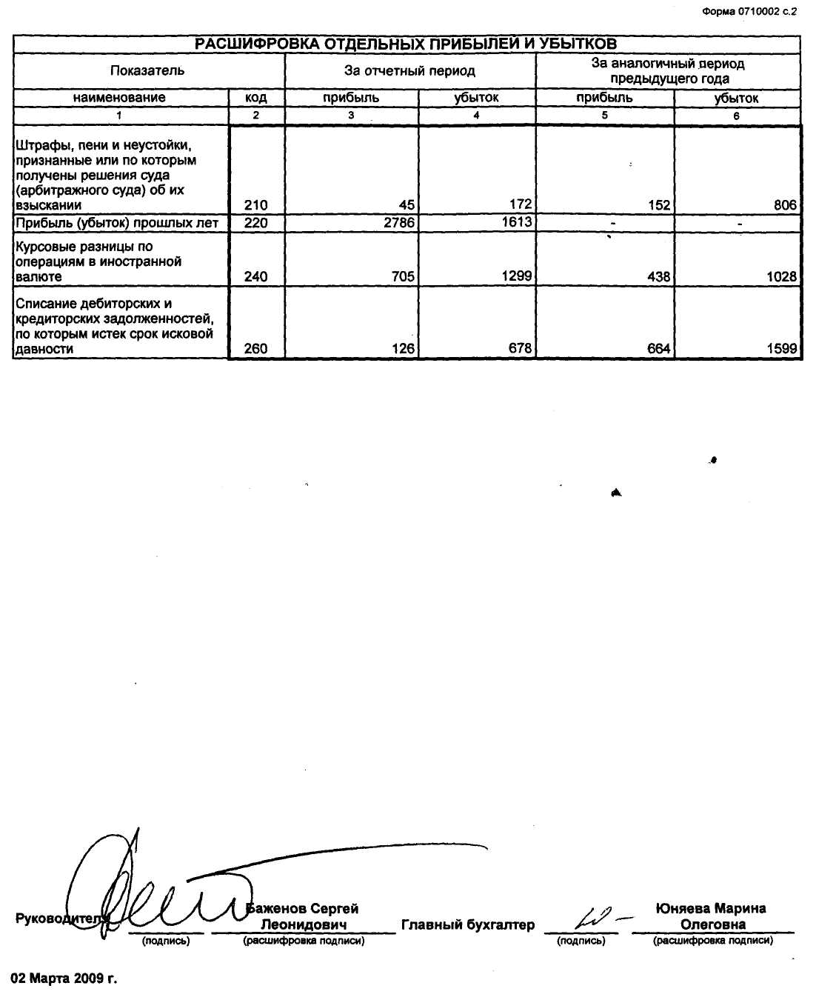 Форма 0710002 с.2
РАСШИФРОВКА ОТДЕЛЬНЫХ ПРИБЫЛЕЙ И УБЫТКОВ
Показатель За отчетный период За аналогичный период
предыдущего года
наименование код прибыль убыток прибыль убыток
1 2 3 4 5 6
Штрафы, пени и неустойки,
признанные или по которым
получены решения суда
(арбитражного суда) об их
взыскании 210 45 172 152 806
Прибыль (убыток) прошлых лет 220 2786 1613 - -
Курсовые разницы по
операциям в иностранной
валюте 240 705 1299 438 1028
Списание дебиторских и
кредиторских задолженностей,
по которым истек срок исковой
давности 260 126 678 664 1599
Баженов Сергей Юняева Марина
Руководитель Леонидович Главный бухгалтер Олеговна
(подпись) (расшифровка подписи) (подпись) (расшифровка подписи)
02 Марта 2009 г.